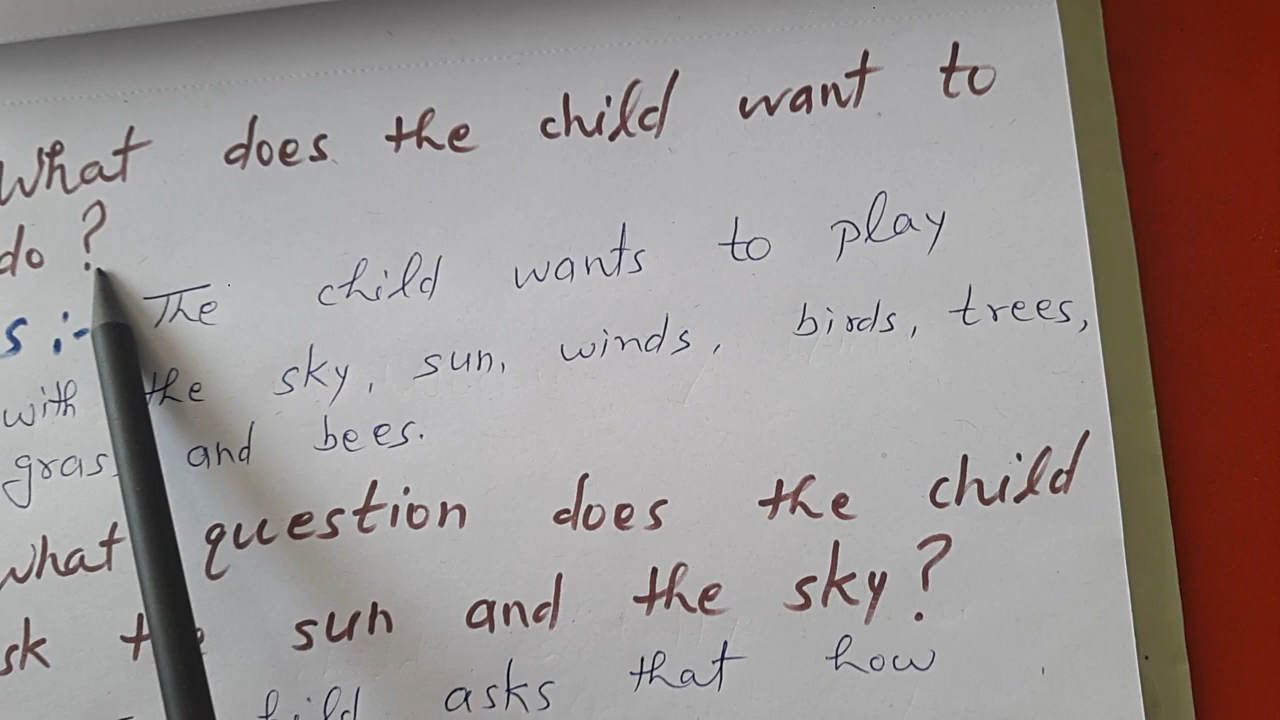 What does the child want to
do ?
s :- The child wants to play
with the sky, sun, winds, birds, trees,
gras and bees.
What question does the child
sk the sun and the sky?
hild asks that how